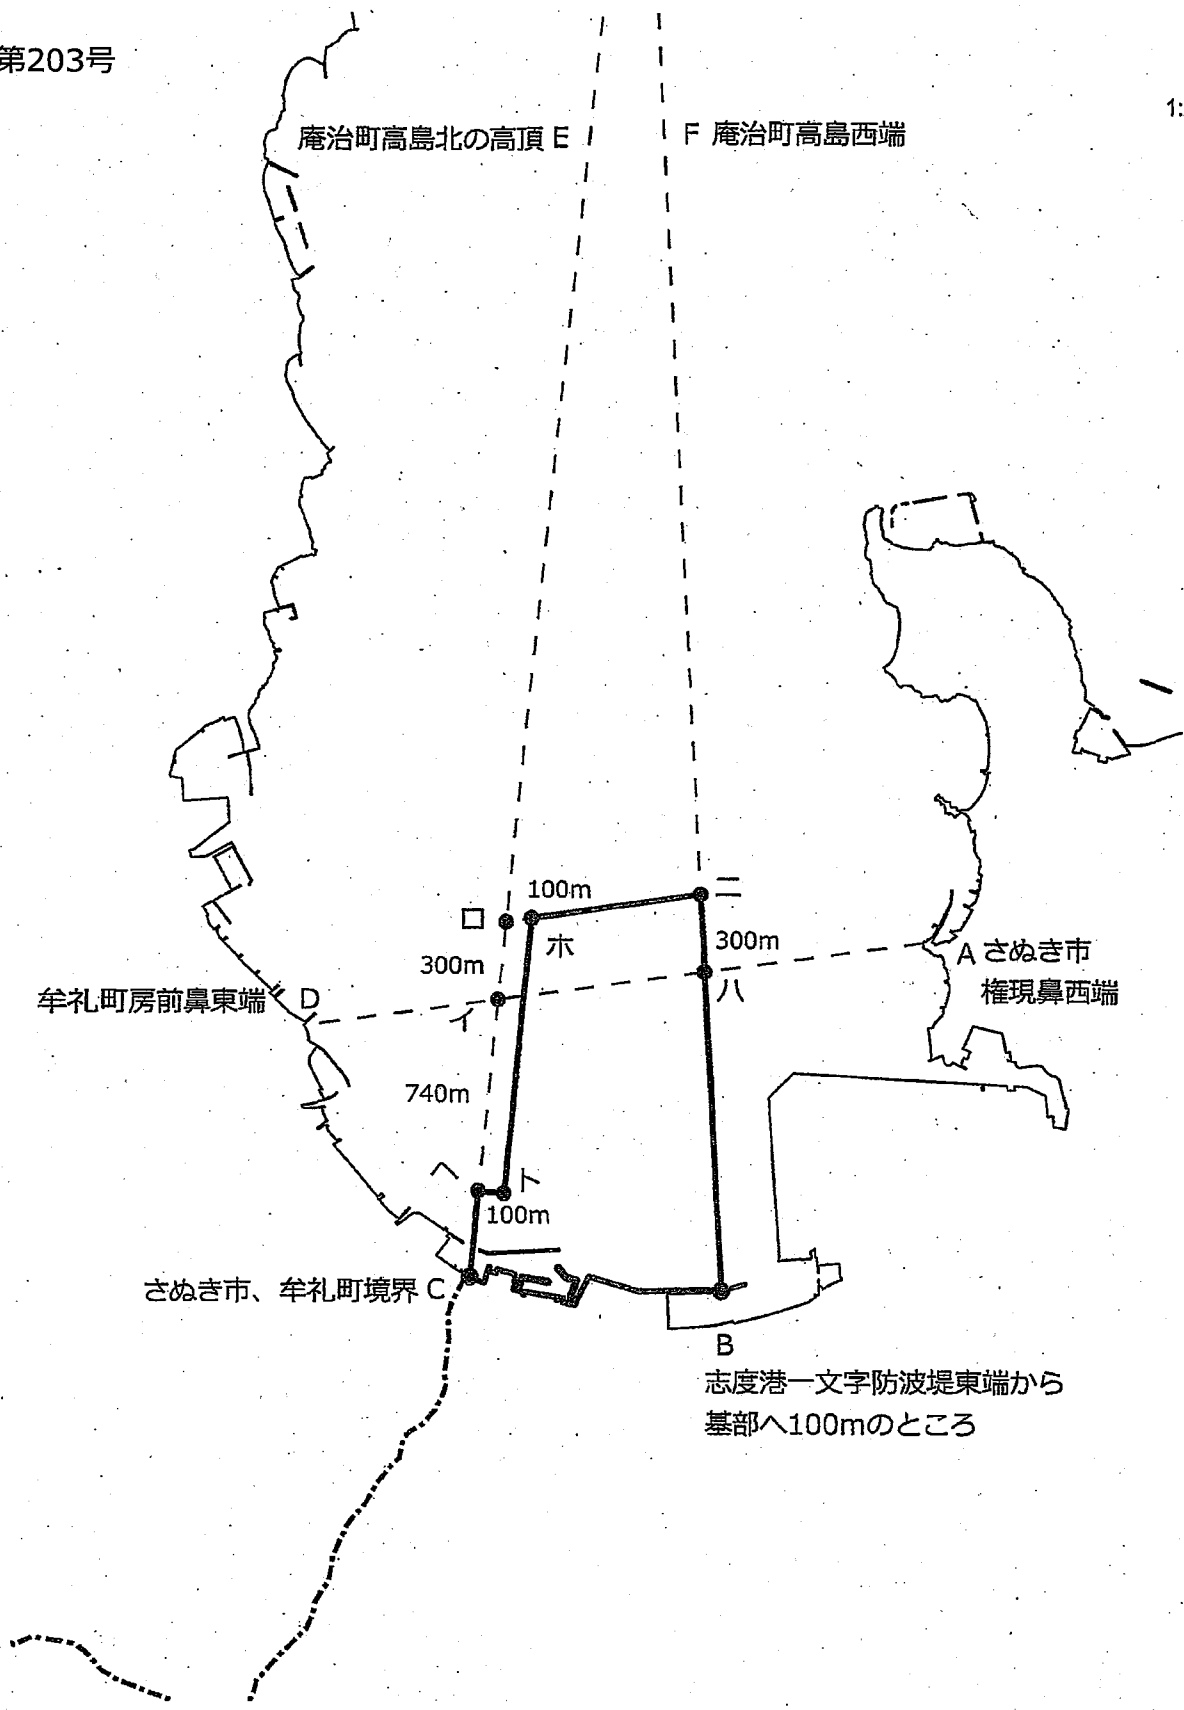 第203号
1:
庵治町高島北の高頂 E
F 庵治町高島西端
100m
ニ
ロ
ホ
300m
300m
A さぬき市
権現鼻西端
ハ
牟礼町房前鼻東端 D
イ
740m
ヘ
ト
100m
さぬき市、牟礼町境界 C
B
志度港一文字防波堤東端から
基部へ100mのところ